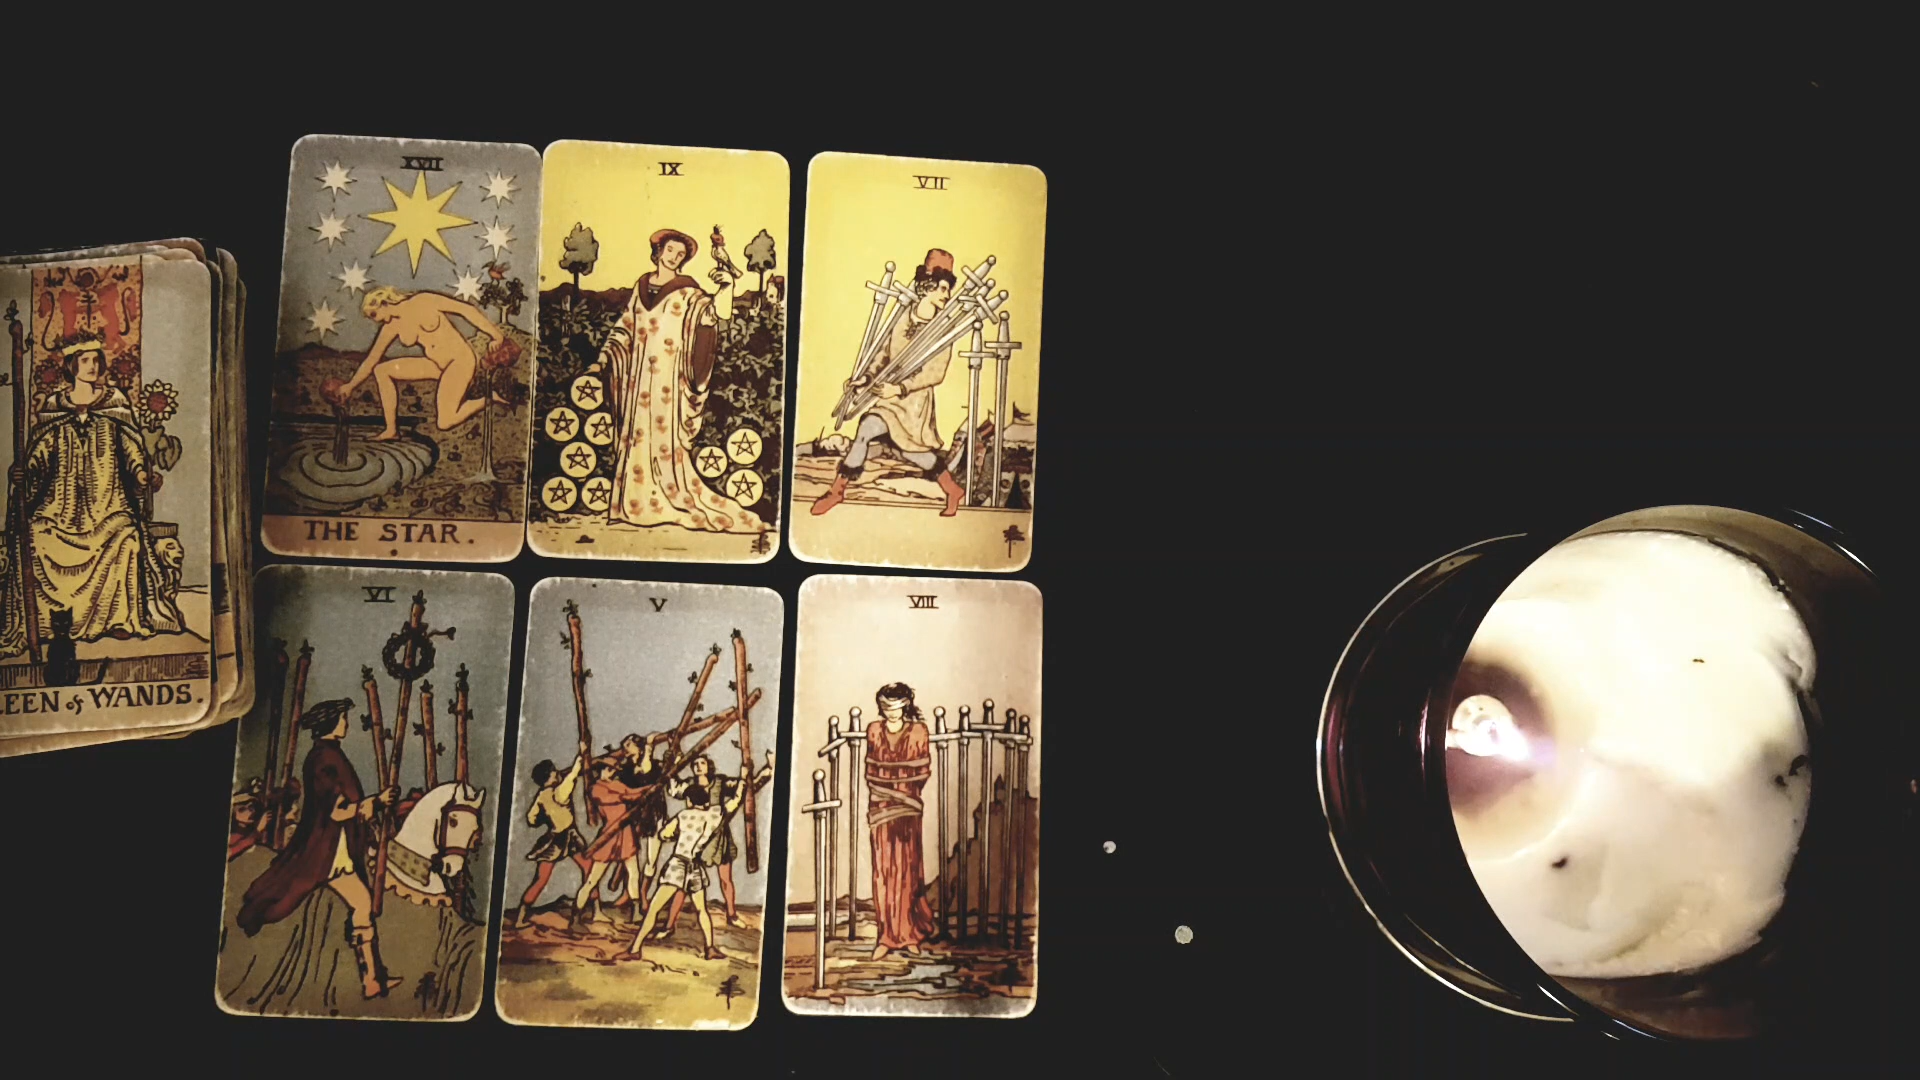 XVII
IX
VII
THE STAR.
EEN of WANDS.
VI
V
VIII